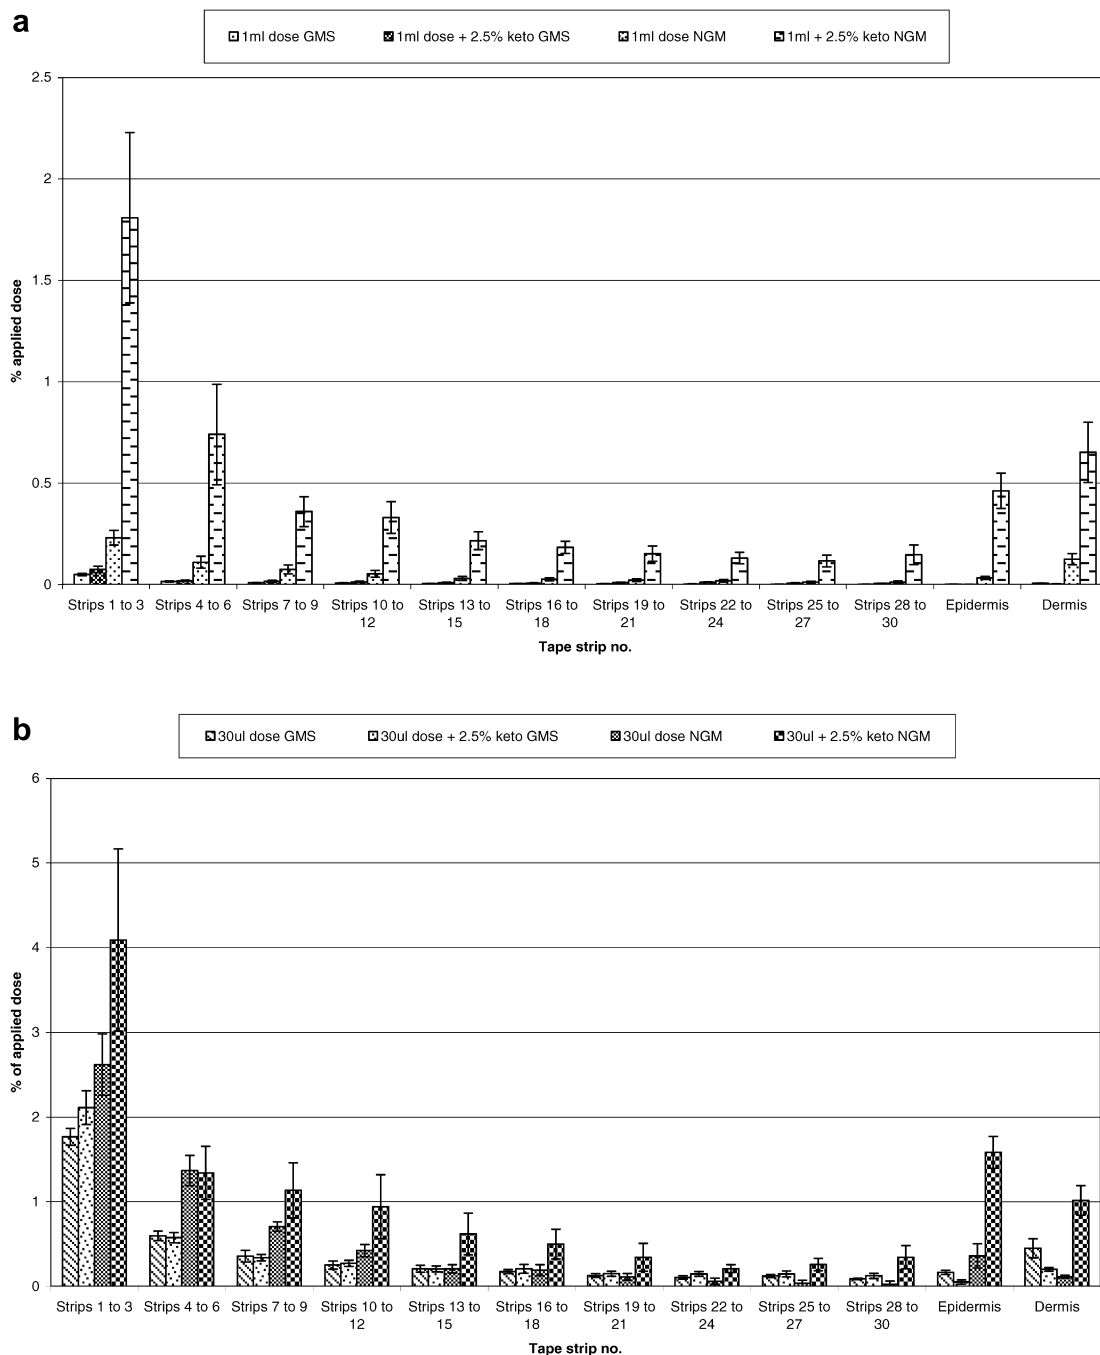 a
1ml dose GMS 1ml dose + 2.5% keto GMS 1ml dose NGM 1ml + 2.5% keto NGM
2.5
2
1.5
1
0.5
0
% applied dose
Strips 1 to 3 Strips 4 to 6 Strips 7 to 9 Strips 10 to 12 Strips 13 to 15 Strips 16 to 18 Strips 19 to 21 Strips 22 to 24 Strips 25 to 27 Strips 28 to 30 Epidermis Dermis
Tape strip no.
b
30ul dose GMS 30ul dose + 2.5% keto GMS 30ul dose NGM 30ul + 2.5% keto NGM
6
5
4
3
2
1
0
% of applied dose
Strips 1 to 3 Strips 4 to 6 Strips 7 to 9 Strips 10 to 12 Strips 13 to 15 Strips 16 to 18 Strips 19 to 21 Strips 22 to 24 Strips 25 to 27 Strips 28 to 30 Epidermis Dermis
Tape strip no.